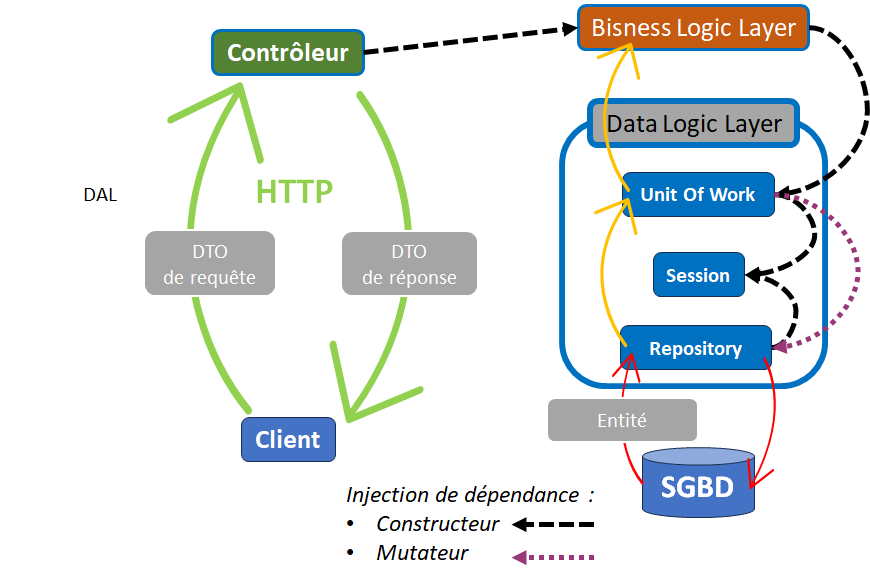 Bisness Logic Layer
Contrôleur
Data Logic Layer
HTTP
DAL
Unit Of Work
DTO
de requête
DTO
de réponse
Session
Repository
Entité
Client
SGBD
Injection de dépendance :
• Constructeur
• Mutateur